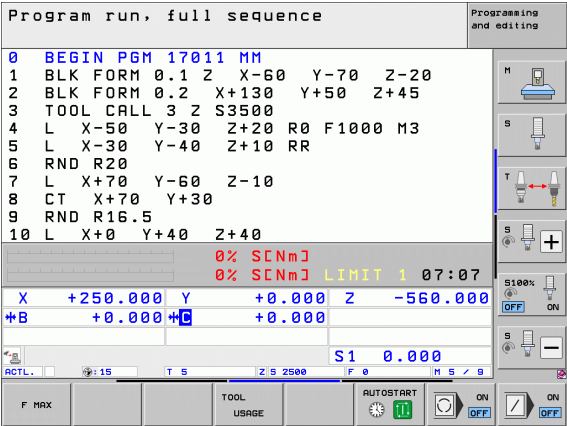 Program run, full sequence
Programming and editing
0 BEGIN PGM 17011 MM
1 BLK FORM 0.1 Z X-60 Y-70 Z-20
2 BLK FORM 0.2 X+130 Y+50 Z+45
3 TOOL CALL 3 Z S3500
4 L X-50 Y-30 Z+20 R0 F1000 M3
5 L X-30 Y-40 Z+10 RR
6 RND R20
7 L X+70 Y-60 Z-10
8 CT X+70 Y+30
9 RND R16.5
10 L X+0 Y+40 Z+40
0% S[Nm]
0% S[Nm] LIMIT 1 07:07
X +250.000 Y +0.000 Z -560.000
B +0.000 C +0.000
S1 0.000
ACTL. :15 T 5 Z S 2500 F 0 M 5 / 9
M
S
T
S
+
S100%
OFF ON
S
-
F MAX
TOOL USAGE
AUTOSTART
ON OFF
ON OFF